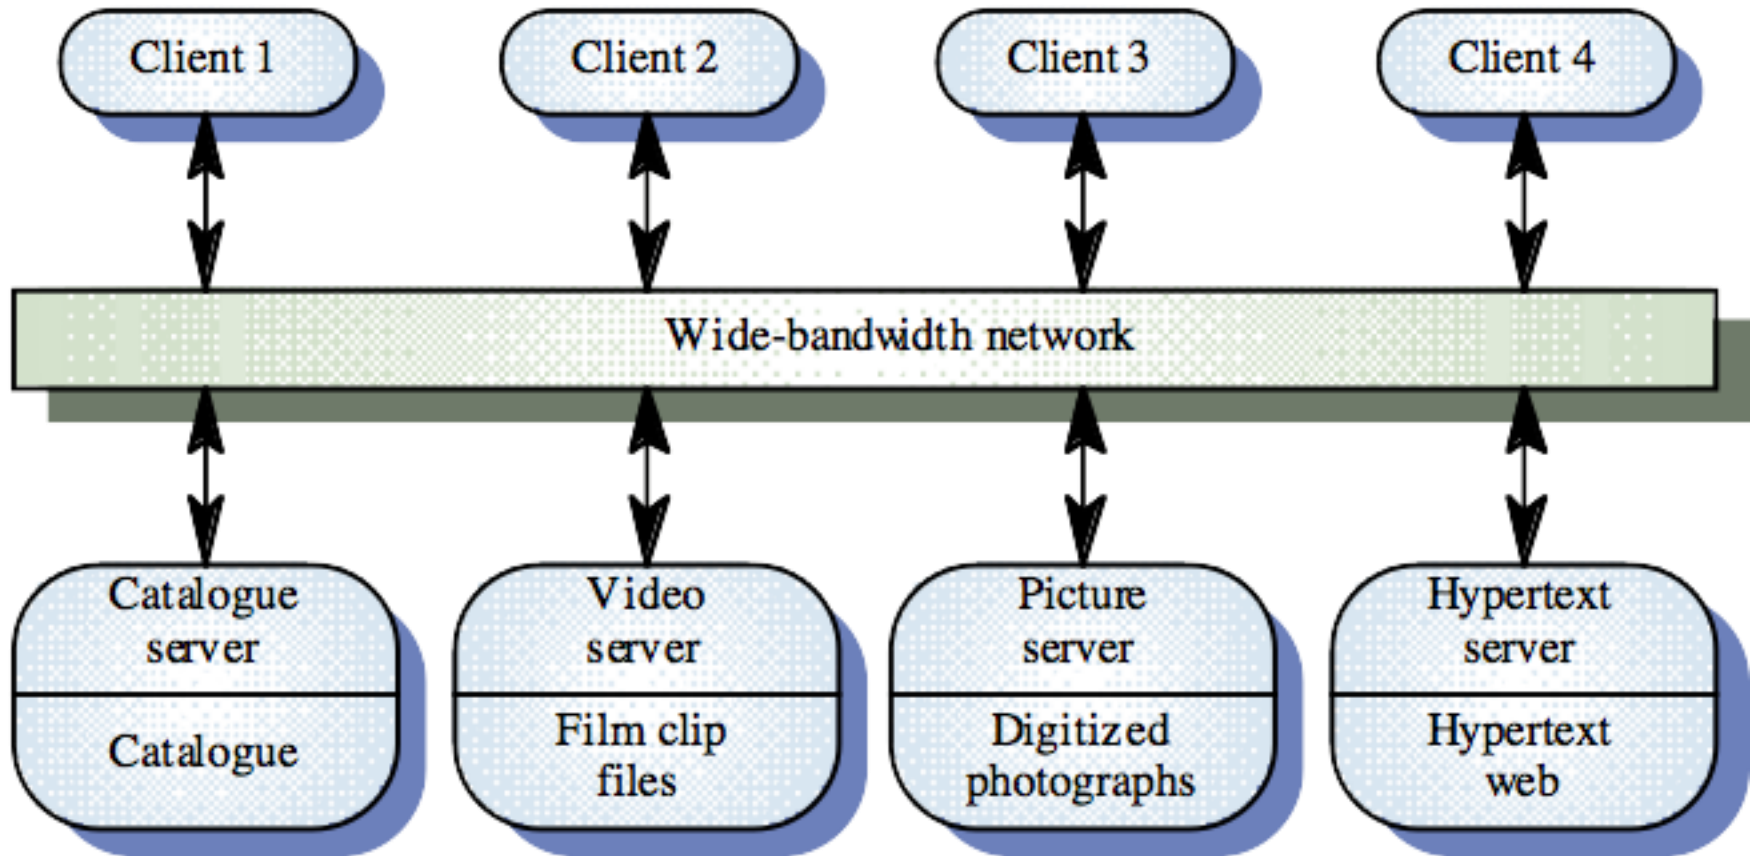 Client 1
Client 2
Client 3
Client 4
Wide-bandwidth network
Catalogue
server
Catalogue
Video
server
Film clip
files
Picture
server
Digitized
photographs
Hypertext
server
Hypertext
web